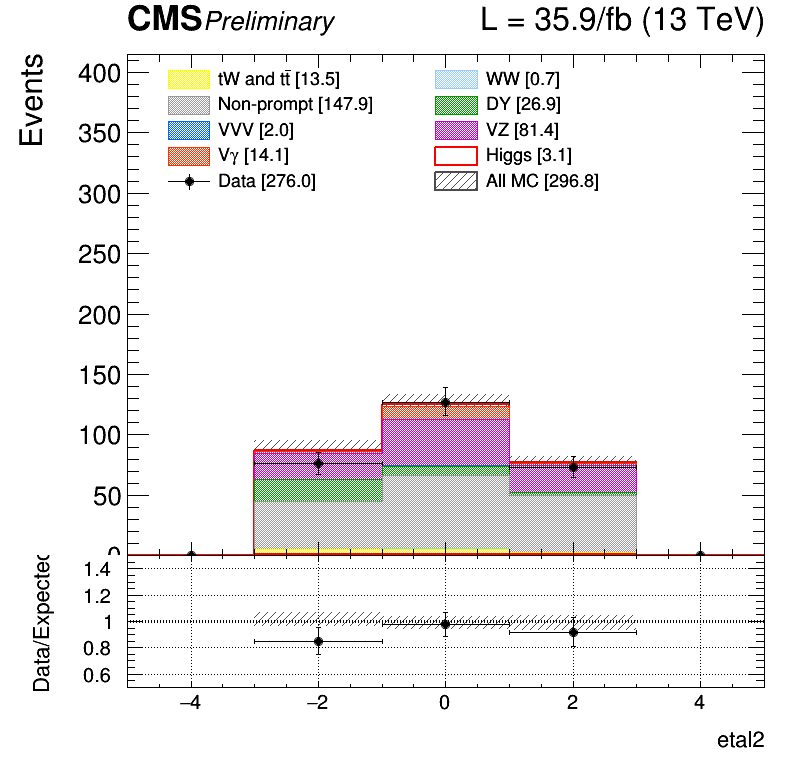 CMS Preliminary L = 35.9/fb (13 TeV)
Events
400
350
300
250
200
150
100
50
0
tW and tt̄ [13.5]
Non-prompt [147.9]
VVV [2.0]
Vγ [14.1]
Data [276.0]
WW [0.7]
DY [26.9]
VZ [81.4]
Higgs [3.1]
All MC [296.8]
Data/Expected
1.4
1.2
1
0.8
0.6
−4 −2 0 2 4
etal2